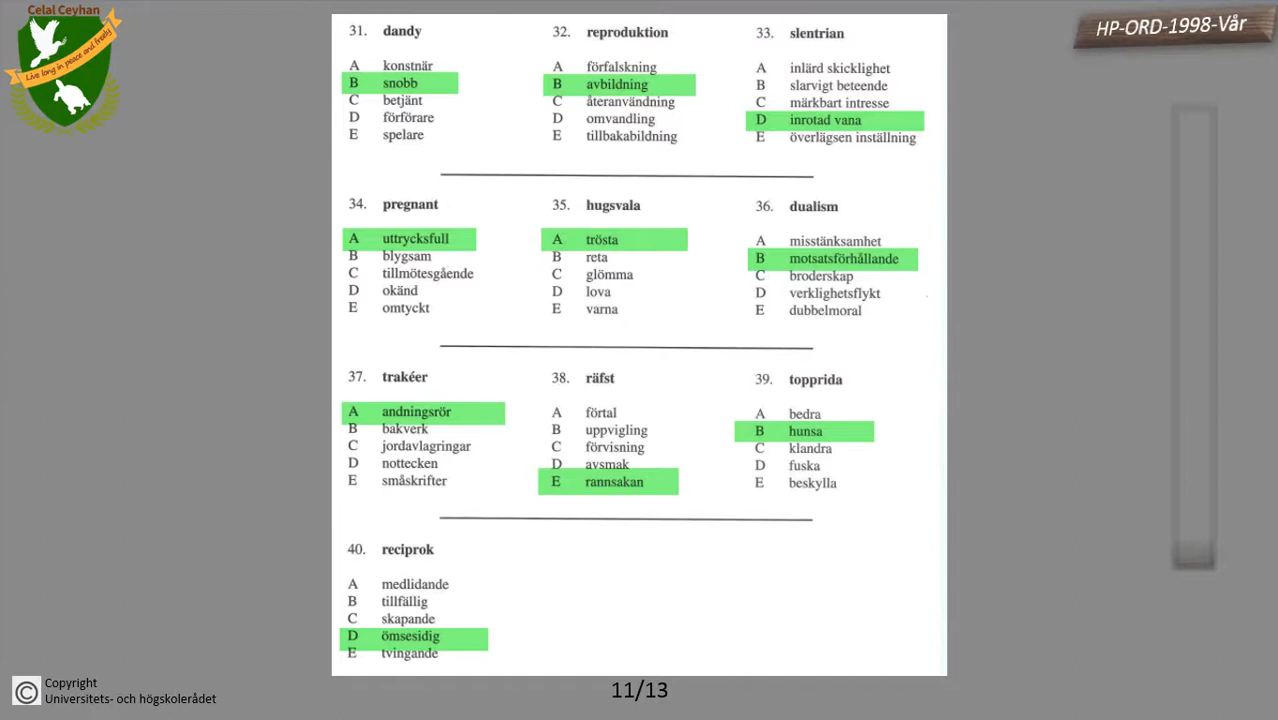 Celal Ceyhan
Live long in peace and freely
HP-ORD-1998-Vår
31. dandy
A konstnär
B snobb
C betjänt
D förförare
E spelare
32. reproduktion
A förfalskning
B avbildning
C återanvändning
D omvandling
E tillbakabildning
33. slentrian
A inlärd skicklighet
B slarvigt beteende
C märkbart intresse
D inrotad vana
E överlägsen inställning
34. pregnant
A uttrycksfull
B blygsam
C tillmötesgående
D okänd
E omtyckt
35. hugsvala
A trösta
B reta
C glömma
D lova
E varna
36. dualism
A misstänksamhet
B motsatsförhållande
C broderskap
D verklighetsflykt
E dubbelmoral
37. trakéer
A andningsrör
B bakverk
C jordavlagringar
D nottecken
E småskrifter
38. räfst
A förtal
B uppvigling
C förvisning
D avsmak
E rannsakan
39. topprida
A bedra
B hunsa
C klandra
D fuska
E beskylla
40. reciprok
A medlidande
B tillfällig
C skapande
D ömsesidig
E tvingande
© Copyright
Universitets- och högskolerådet
11/13